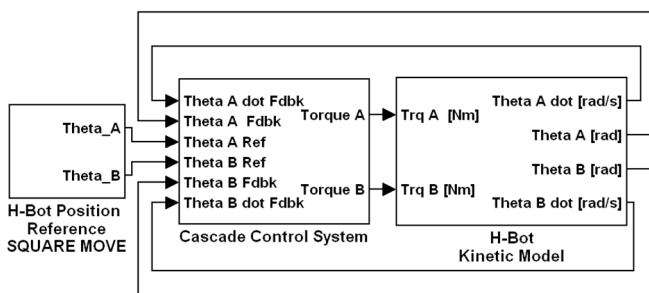 Theta_A
Theta_B
H-Bot Position
Reference
SQUARE MOVE
Theta A dot Fdbk
Theta A Fdbk
Theta A Ref
Theta B Ref
Theta B Fdbk
Theta B dot Fdbk
Torque A
Torque B
Cascade Control System
Trq A [Nm]
Trq B [Nm]
Theta A dot [rad/s]
Theta A [rad]
Theta B [rad]
Theta B dot [rad/s]
H-Bot
Kinetic Model